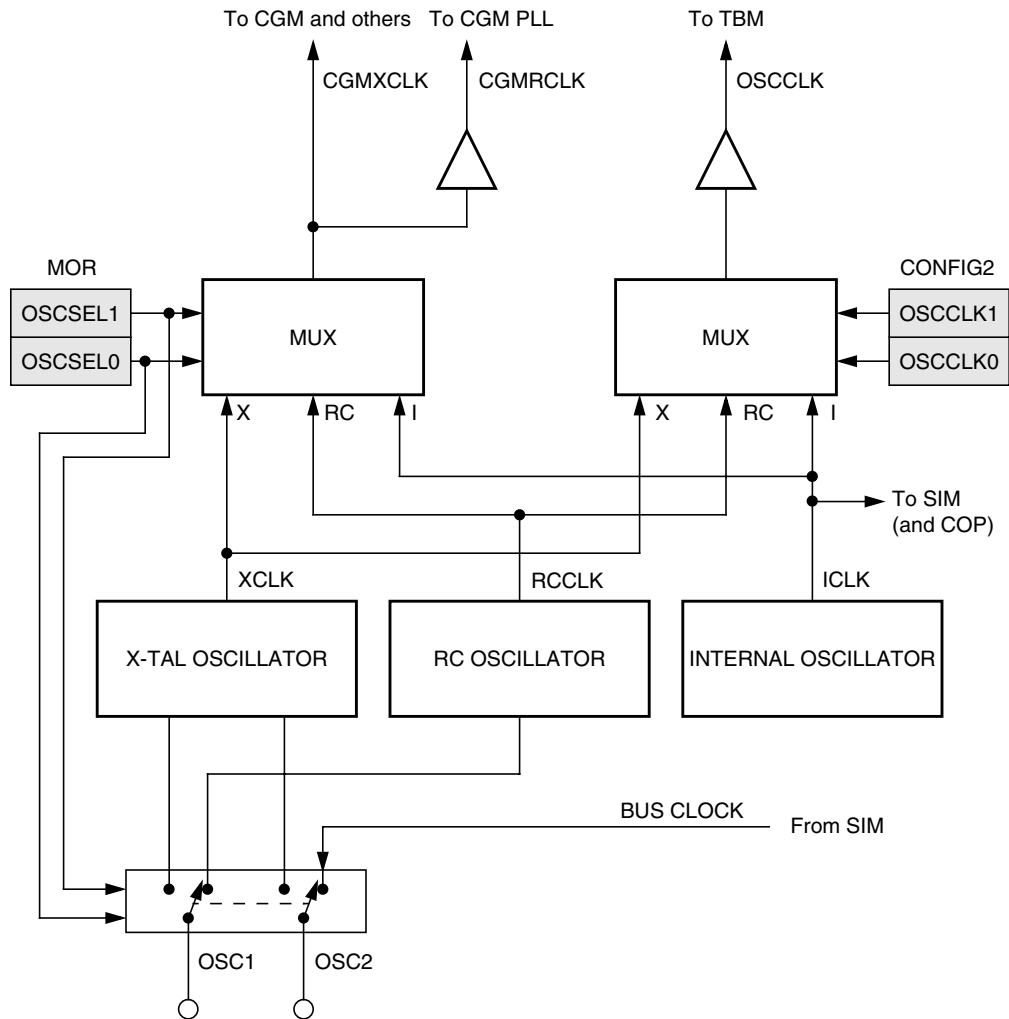 To CGM and others
To CGM PLL
To TBM
CGMXCLK
CGMRCLK
OSCCLK
MOR
CONFIG2
OSCSEL1
OSCSEL0
MUX
MUX
OSCCLK1
OSCCLK0
X
RC
I
X
RC
I
To SIM
(and COP)
XCLK
RCCLK
ICLK
X-TAL OSCILLATOR
RC OSCILLATOR
INTERNAL OSCILLATOR
BUS CLOCK
From SIM
OSC1
OSC2